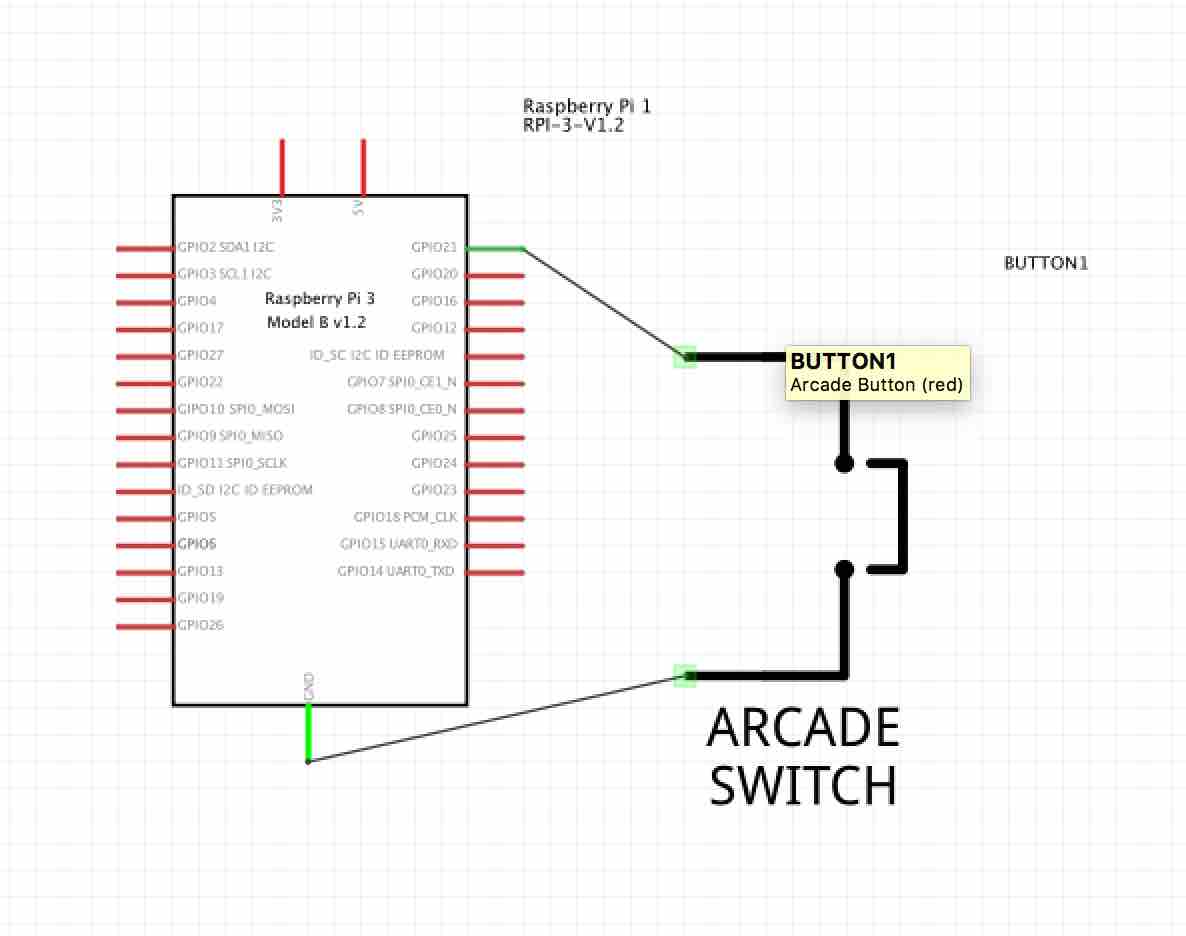 Raspberry Pi 1
RPI-3-V1.2
3V3
5V
GPIO2 SDA1 I2C
GPIO21
BUTTON1
GPIO3 SCL1 I2C
GPIO20
GPIO4
Raspberry Pi 3
GPIO16
GPIO17
Model B v1.2
GPIO12
GPIO27
ID_SC I2C ID EEPROM
BUTTON1
Arcade Button (red)
GPIO22
GPIO7 SPI0_CE1_N
GIPO10 SPI0_MOSI
GPIO8 SPI0_CE0_N
GPIO9 SPI0_MISO
GPIO25
GPIO11 SPI0_SCLK
GPIO24
ID_SD I2C ID EEPROM
GPIO23
GPIO5
GPIO18 PCM_CLK
GPIO6
GPIO15 UART0_RXD
GPIO13
GPIO14 UART0_TXD
GPIO19
GPIO26
GND
ARCADE
SWITCH